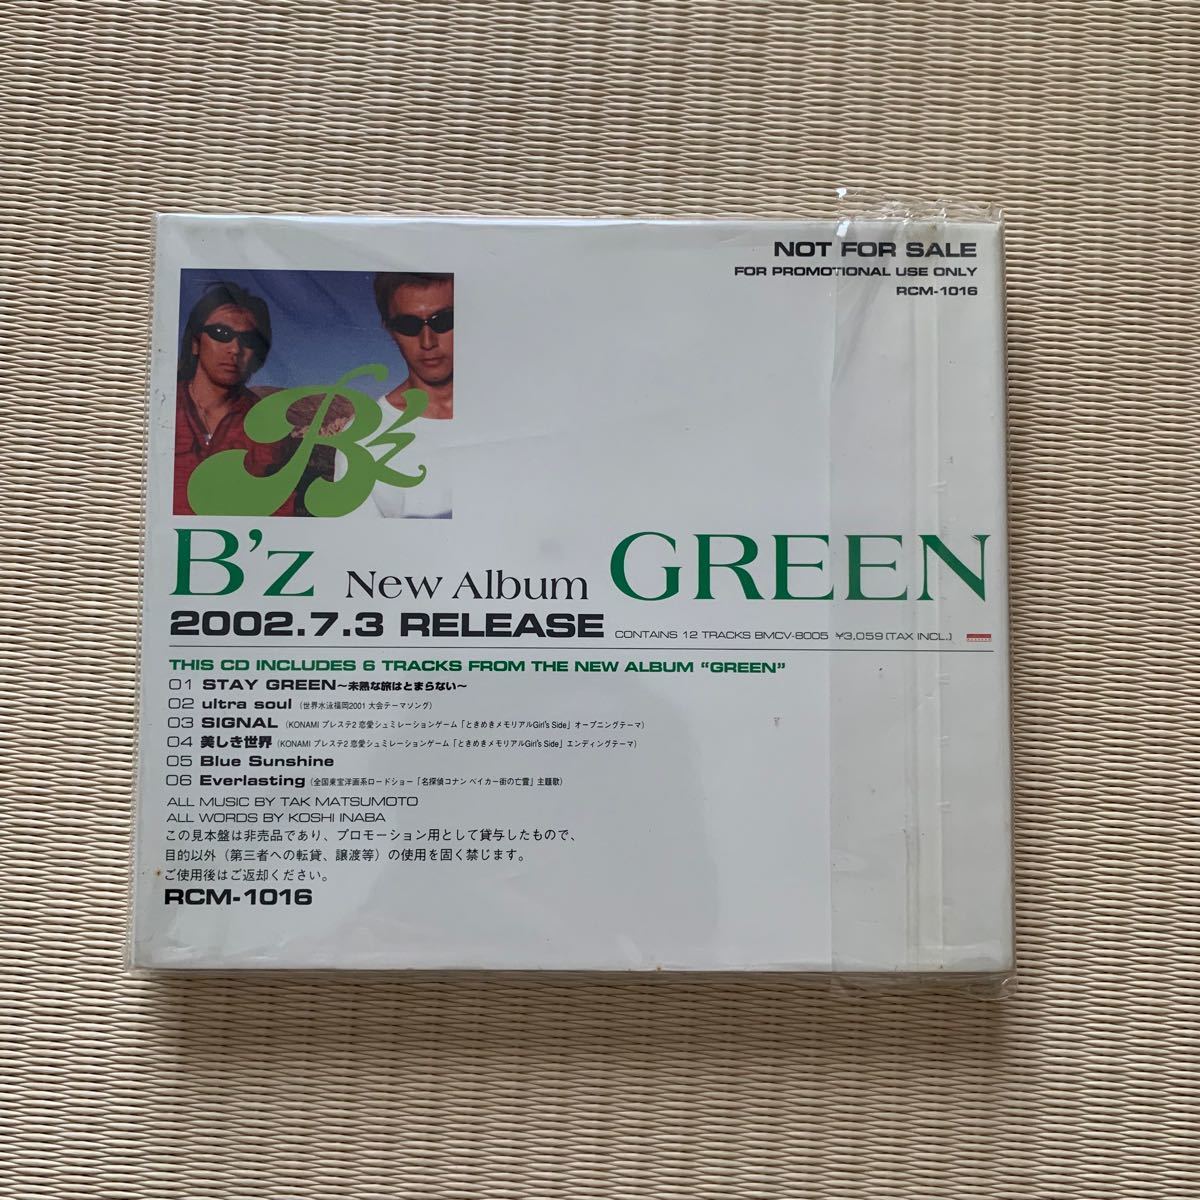 NOT FOR SALE
FOR PROMOTIONAL USE ONLY
RCM-1016
B'z
B'z New Album GREEN
2002.7.3 RELEASE CONTAINS 12 TRACKS BMCV-8005 ¥3,059 (TAX INCL.)
THIS CD INCLUDES 6 TRACKS FROM THE NEW ALBUM “GREEN”
01 STAY GREEN～未熟な旅はとまらない～
02 ultra soul（世界水泳福岡2001 大会テーマソング）
03 SIGNAL（KONAMI プレステ2 恋愛シュミレーションゲーム「ときめきメモリアルGirl's Side」オープニングテーマ）
04 美しき世界（KONAMI プレステ2 恋愛シュミレーションゲーム「ときめきメモリアルGirl's Side」エンディングテーマ）
05 Blue Sunshine
06 Everlasting（全国東宝洋画系ロードショー「名探偵コナン ベイカー街の亡霊」主題歌）
ALL MUSIC BY TAK MATSUMOTO
ALL WORDS BY KOSHI INABA
この見本盤は非売品であり、プロモーション用として貸与したもので、
目的以外（第三者への転貸、譲渡等）の使用を固く禁じます。
ご使用後はご返却ください。
RCM-1016